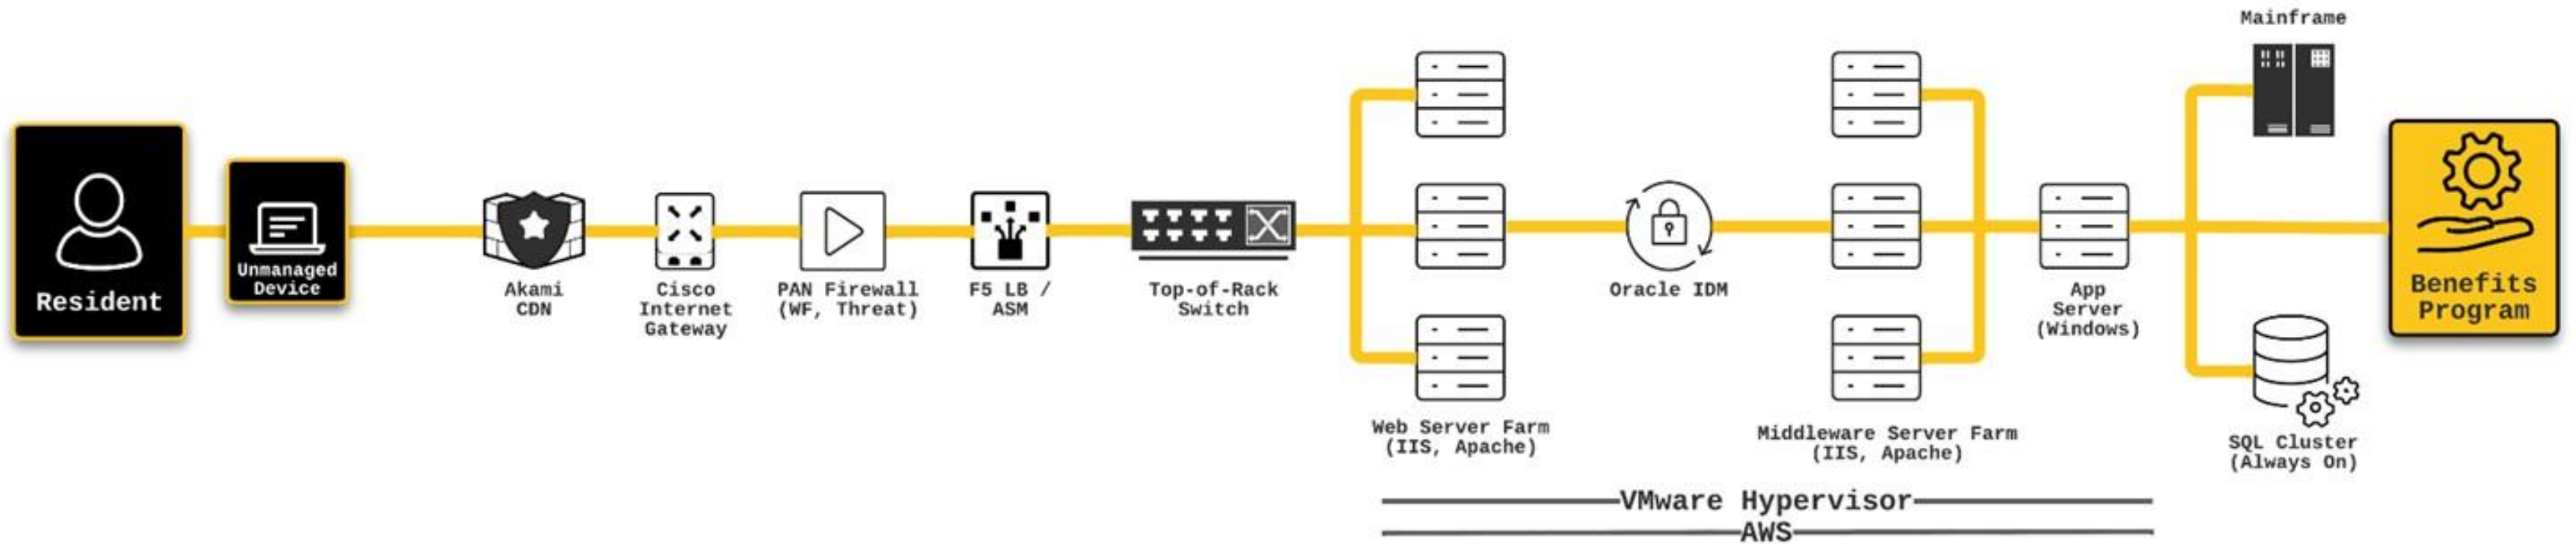 Mainframe
Resident
Unmanaged
Device
Akami
CDN
Cisco
Internet
Gateway
PAN Firewall
(WF, Threat)
F5 LB /
ASM
Top-of-Rack
Switch
Web Server Farm
(IIS, Apache)
Oracle IDM
Middleware Server Farm
(IIS, Apache)
App
Server
(Windows)
SQL Cluster
(Always On)
Benefits
Program
VMware Hypervisor
AWS